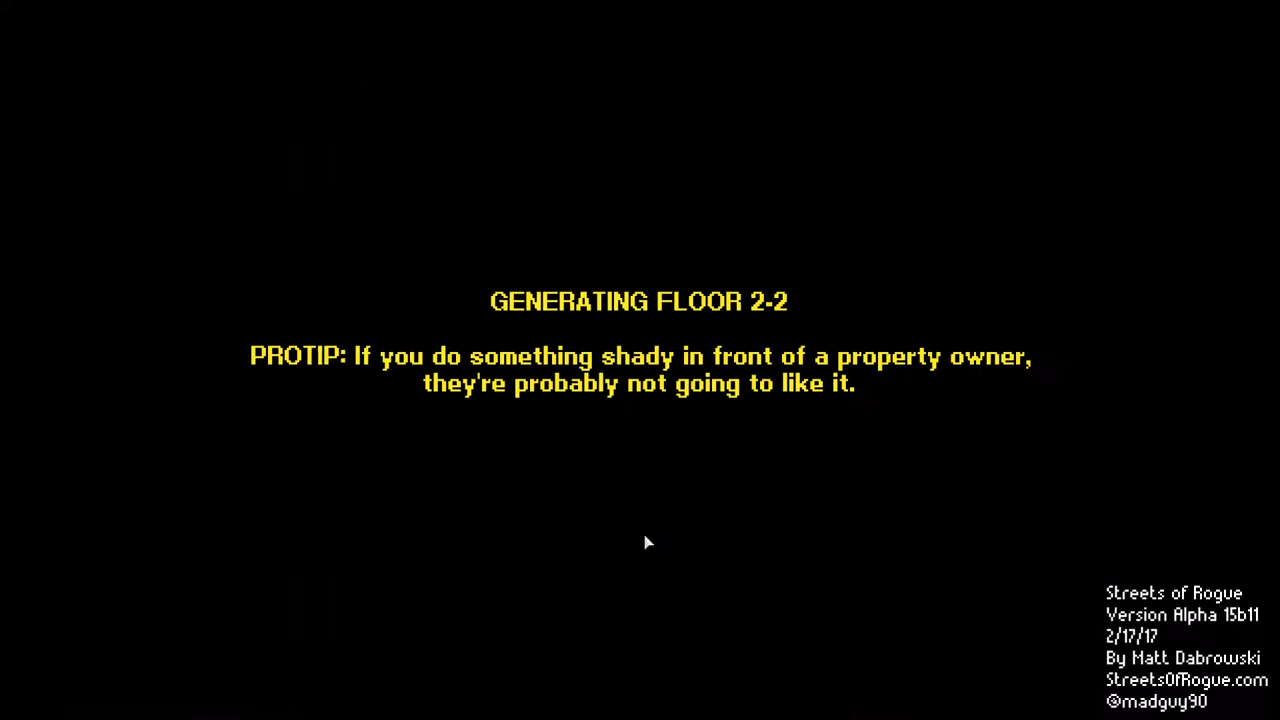 GENERATING FLOOR 2-2
PROTIP: If you do something shady in front of a property owner,
they're probably not going to like it.
Streets of Rogue
Version Alpha 15b11
2/17/17
By Matt Dabrowski
StreetsOfRogue.com
@madguy90